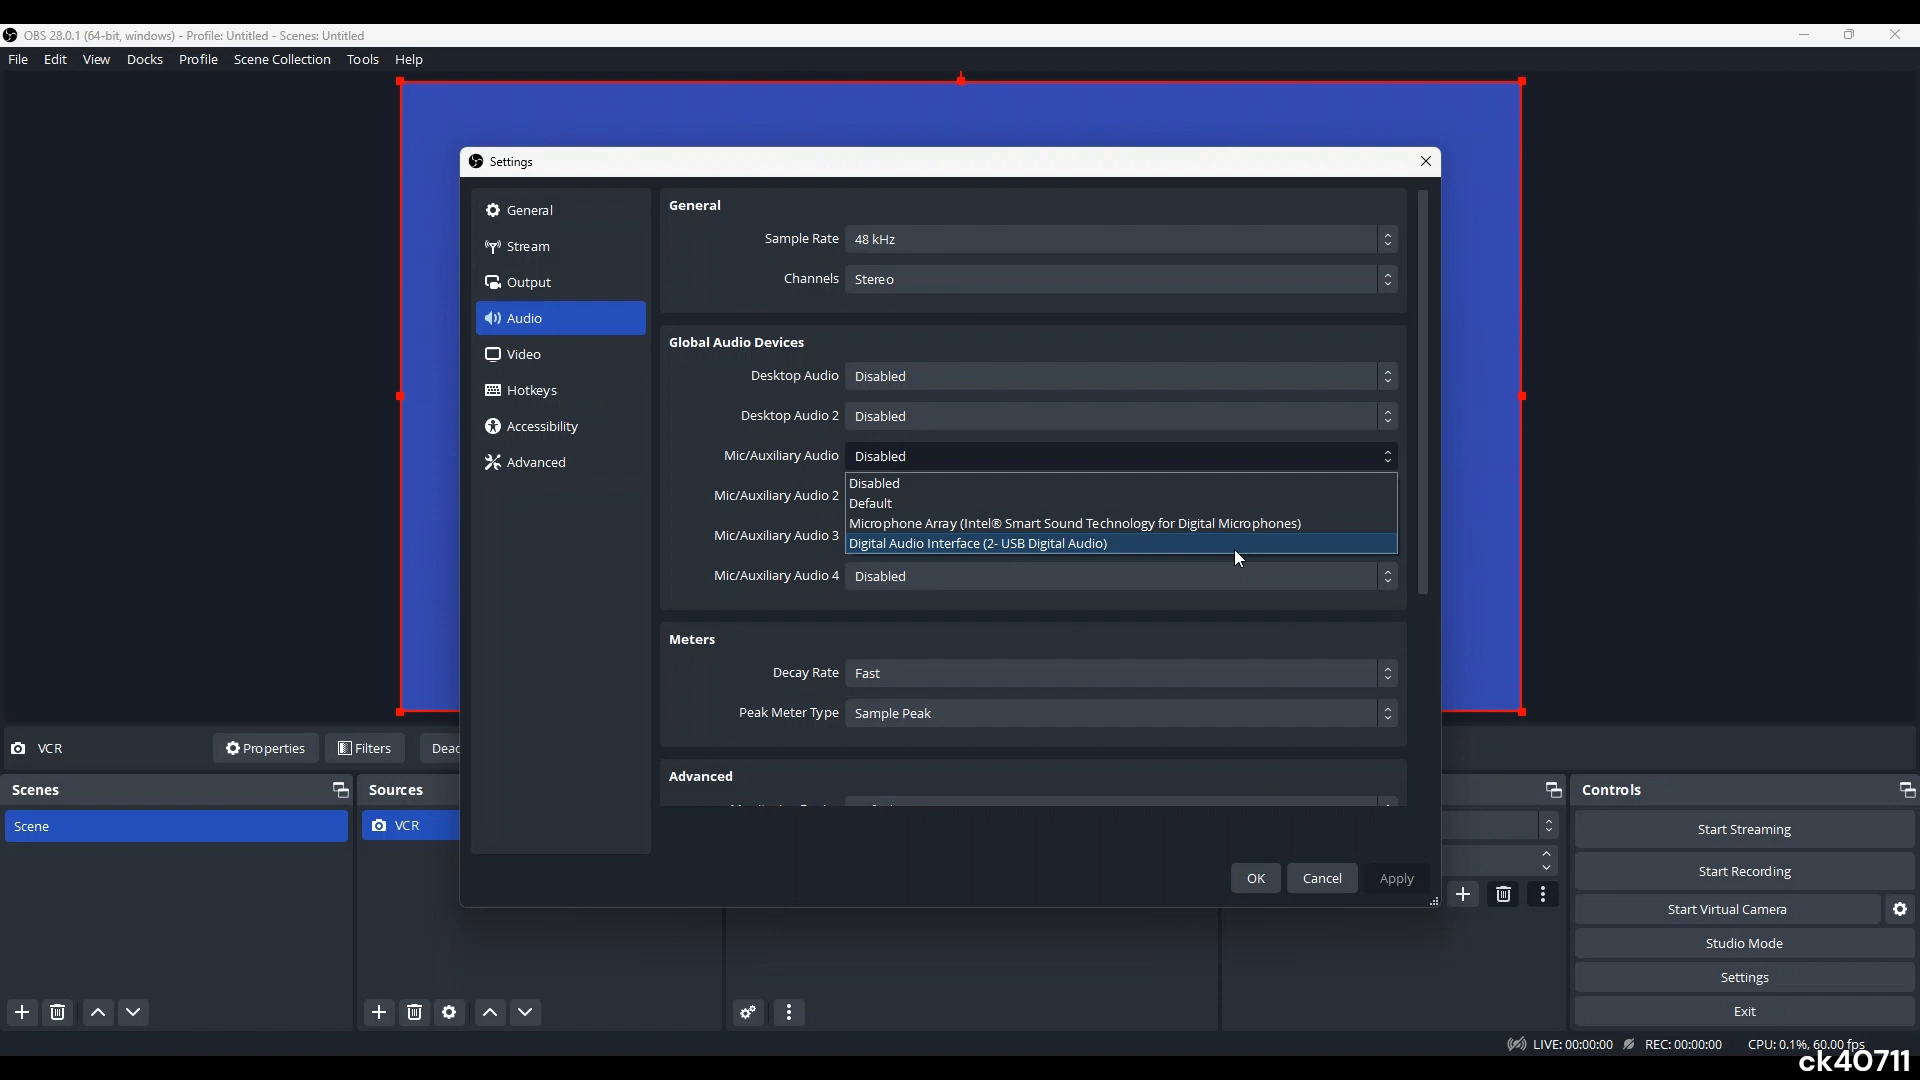 OBS 28.0.1 (64-bit, windows) - Profile: Untitled - Scenes: Untitled
File Edit View Docks Profile Scene Collection Tools Help
Settings
General
Stream
Output
Audio
Video
Hotkeys
Accessibility
Advanced
General
Sample Rate 48 kHz
Channels Stereo
Global Audio Devices
Desktop Audio Disabled
Desktop Audio 2 Disabled
Mic/Auxiliary Audio Disabled
Disabled
Default
Microphone Array (Intel® Smart Sound Technology for Digital Microphones)
Digital Audio Interface (2- USB Digital Audio)
Mic/Auxiliary Audio 2
Mic/Auxiliary Audio 3
Mic/Auxiliary Audio 4 Disabled
Meters
Decay Rate Fast
Peak Meter Type Sample Peak
Advanced
OK Cancel Apply
VCR Properties Filters
Scenes
Scene
Sources
VCR
Controls
Start Streaming
Start Recording
Start Virtual Camera
Studio Mode
Settings
Exit
LIVE: 00:00:00 REC: 00:00:00 CPU: 0.1%, 60.00 fps
ck40711